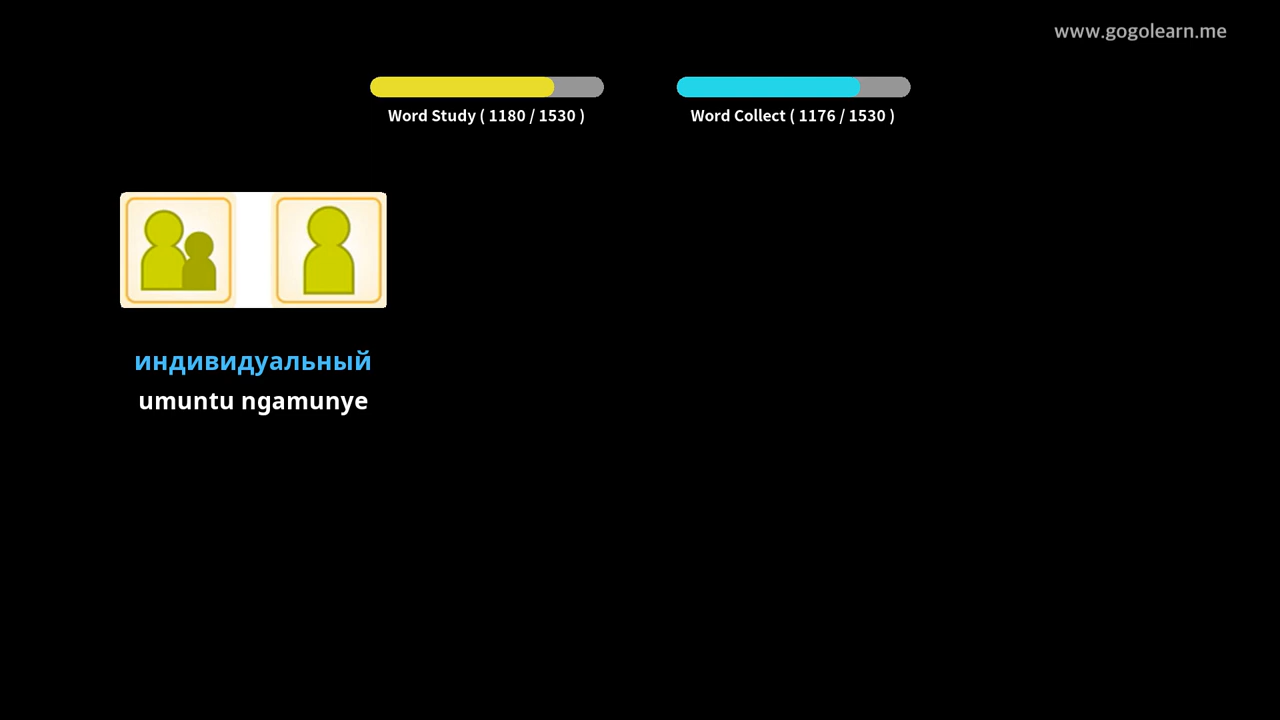 www.gogolearn.me
Word Study ( 1180 / 1530 )
Word Collect ( 1176 / 1530 )
индивидуальный
umuntu ngamunye